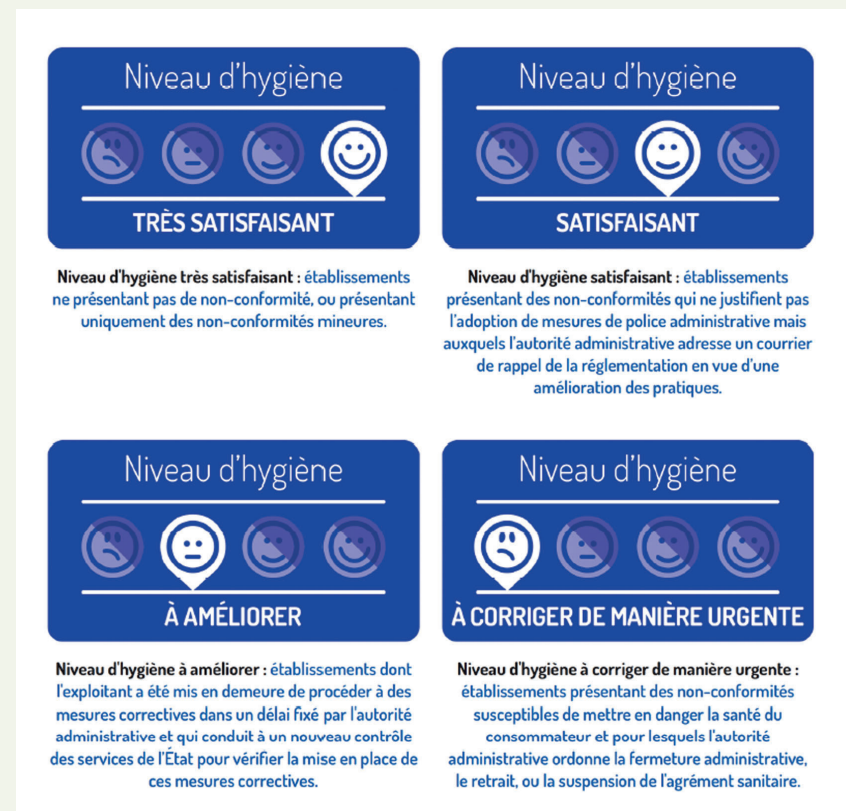 Niveau d'hygiène
TRÈS SATISFAISANT
Niveau d'hygiène très satisfaisant : établissements
ne présentant pas de non-conformité, ou présentant
uniquement des non-conformités mineures.
Niveau d'hygiène
SATISFAISANT
Niveau d'hygiène satisfaisant : établissements
présentant des non-conformités qui ne justifient pas
l'adoption de mesures de police administrative mais
auxquels l'autorité administrative adresse un courrier
de rappel de la réglementation en vue d'une
amélioration des pratiques.
Niveau d'hygiène
À AMÉLIORER
Niveau d'hygiène à améliorer : établissements dont
l'exploitant a été mis en demeure de procéder à des
mesures correctives dans un délai fixé par l'autorité
administrative et qui conduit à un nouveau contrôle
des services de l'État pour vérifier la mise en place de
ces mesures correctives.
Niveau d'hygiène
À CORRIGER DE MANIÈRE URGENTE
Niveau d'hygiène à corriger de manière urgente :
établissements présentant des non-conformités
susceptibles de mettre en danger la santé du
consommateur et pour lesquels l'autorité
administrative ordonne la fermeture administrative,
le retrait, ou la suspension de l'agrément sanitaire.